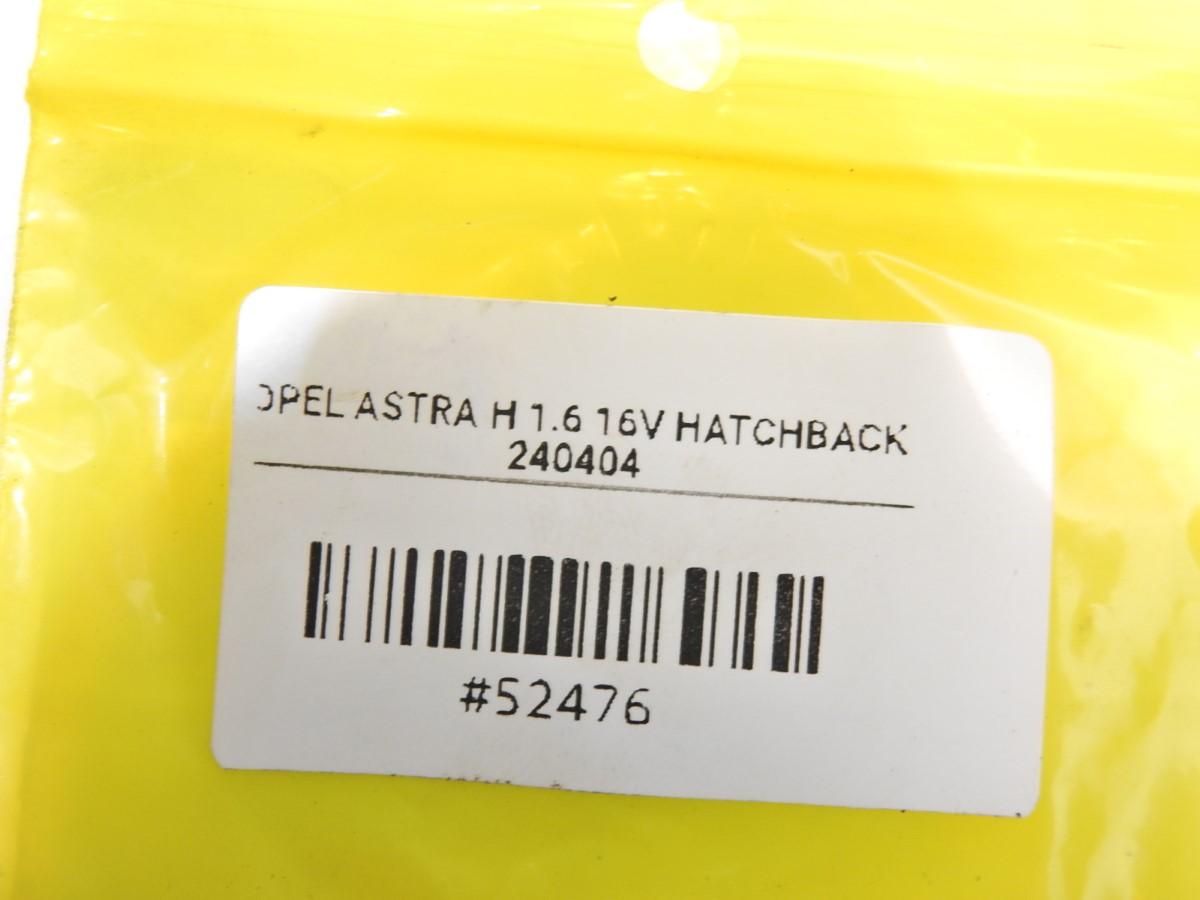 OPEL ASTRA H 1.6 16V HATCHBACK
240404
#52476